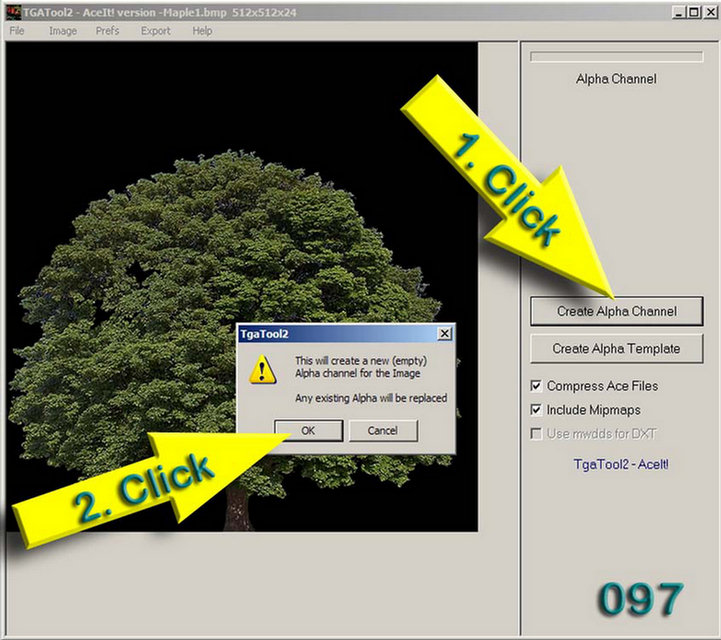 TGATool2 - AceIt! version -Maple1.bmp 512x512x24
File Image Prefs Export Help
Alpha Channel
1. Click
Create Alpha Channel
Create Alpha Template
Compress Ace Files
Include Mipmaps
Use mwdds for DXT
TgaTool2 - AceIt!
TgaTool2
This will create a new (empty)
Alpha channel for the Image
Any existing Alpha will be replaced
OK Cancel
2. Click
097